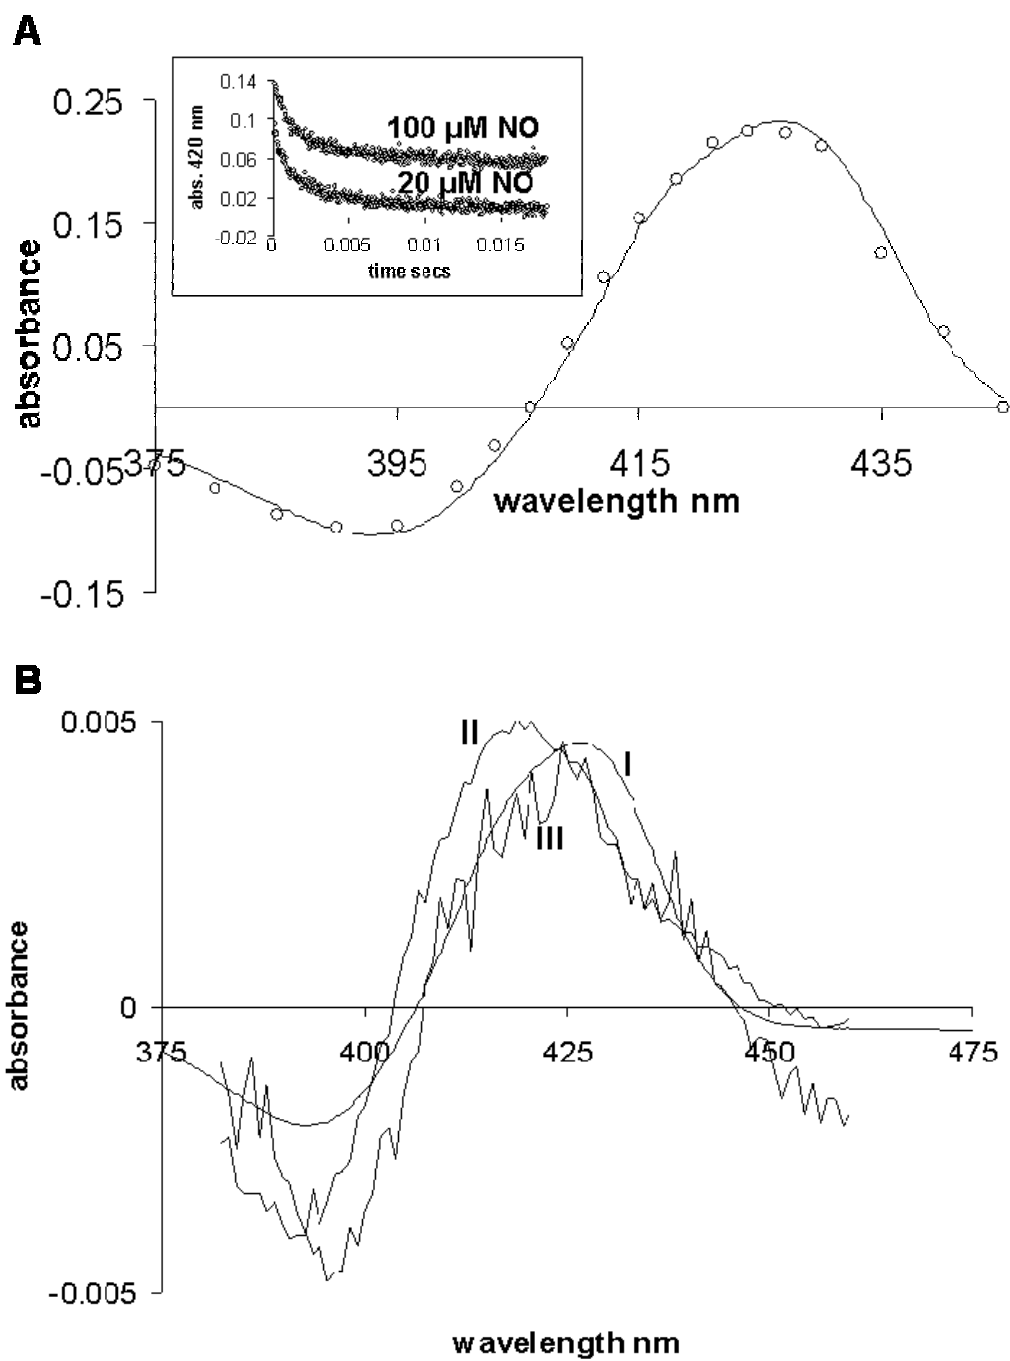 A
0.25
0.15
0.05
-0.05
-0.15
absorbance
375
395
415
435
wavelength nm
0.14
0.1
0.06
0.02
-0.02
abs. 420 nm
100 µM NO
20 µM NO
0
0.005
0.01
0.015
time secs
B
0.005
0
-0.005
absorbance
II
I
III
375
400
425
450
475
wavelength nm